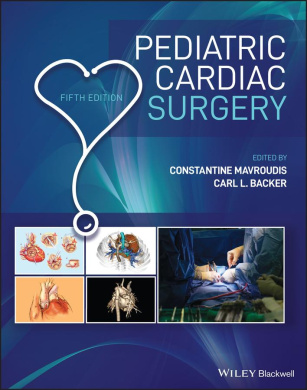 PEDIATRIC
CARDIAC
SURGERY
FIFTH EDITION
EDITED BY
CONSTANTINE MAVROUDIS
CARL L. BACKER
WILEY Blackwell